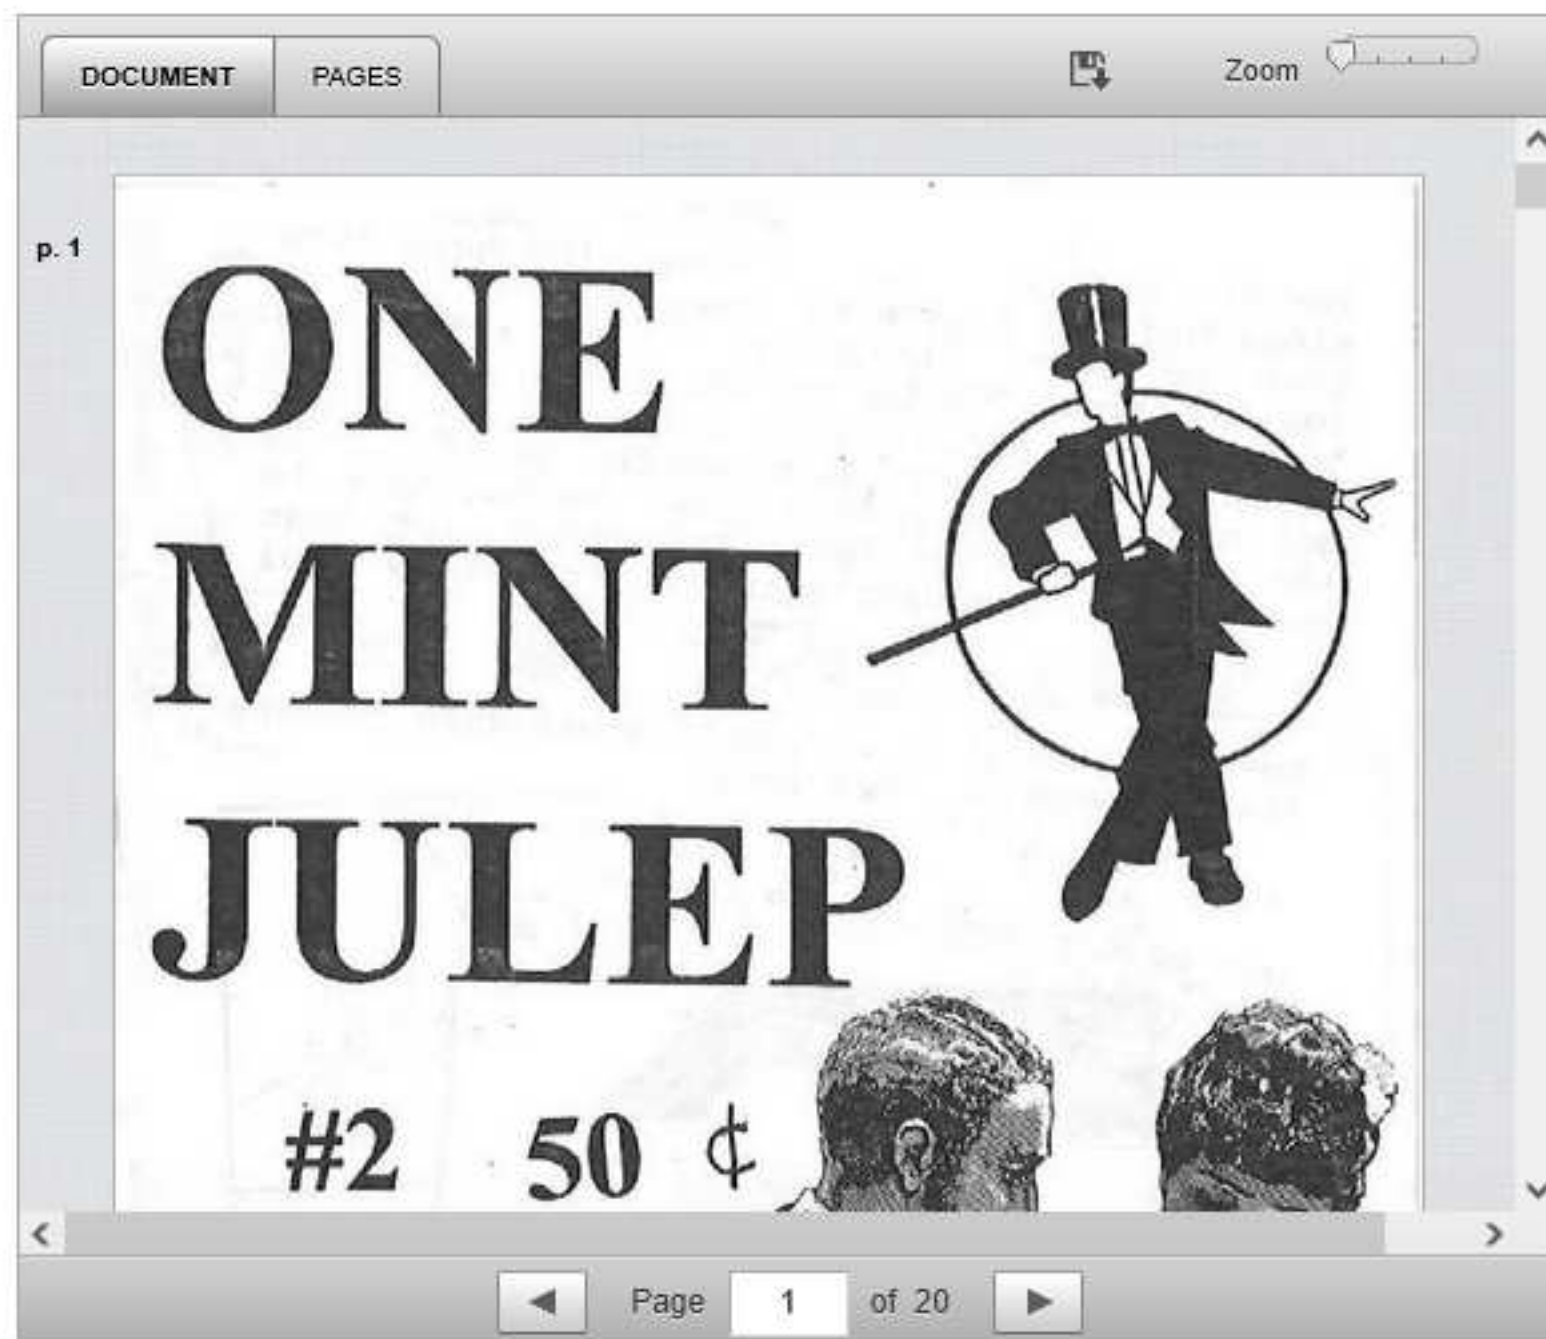 DOCUMENT PAGES Zoom
p. 1
ONE
MINT
JULEP
#2 50 ¢
Page 1 of 20